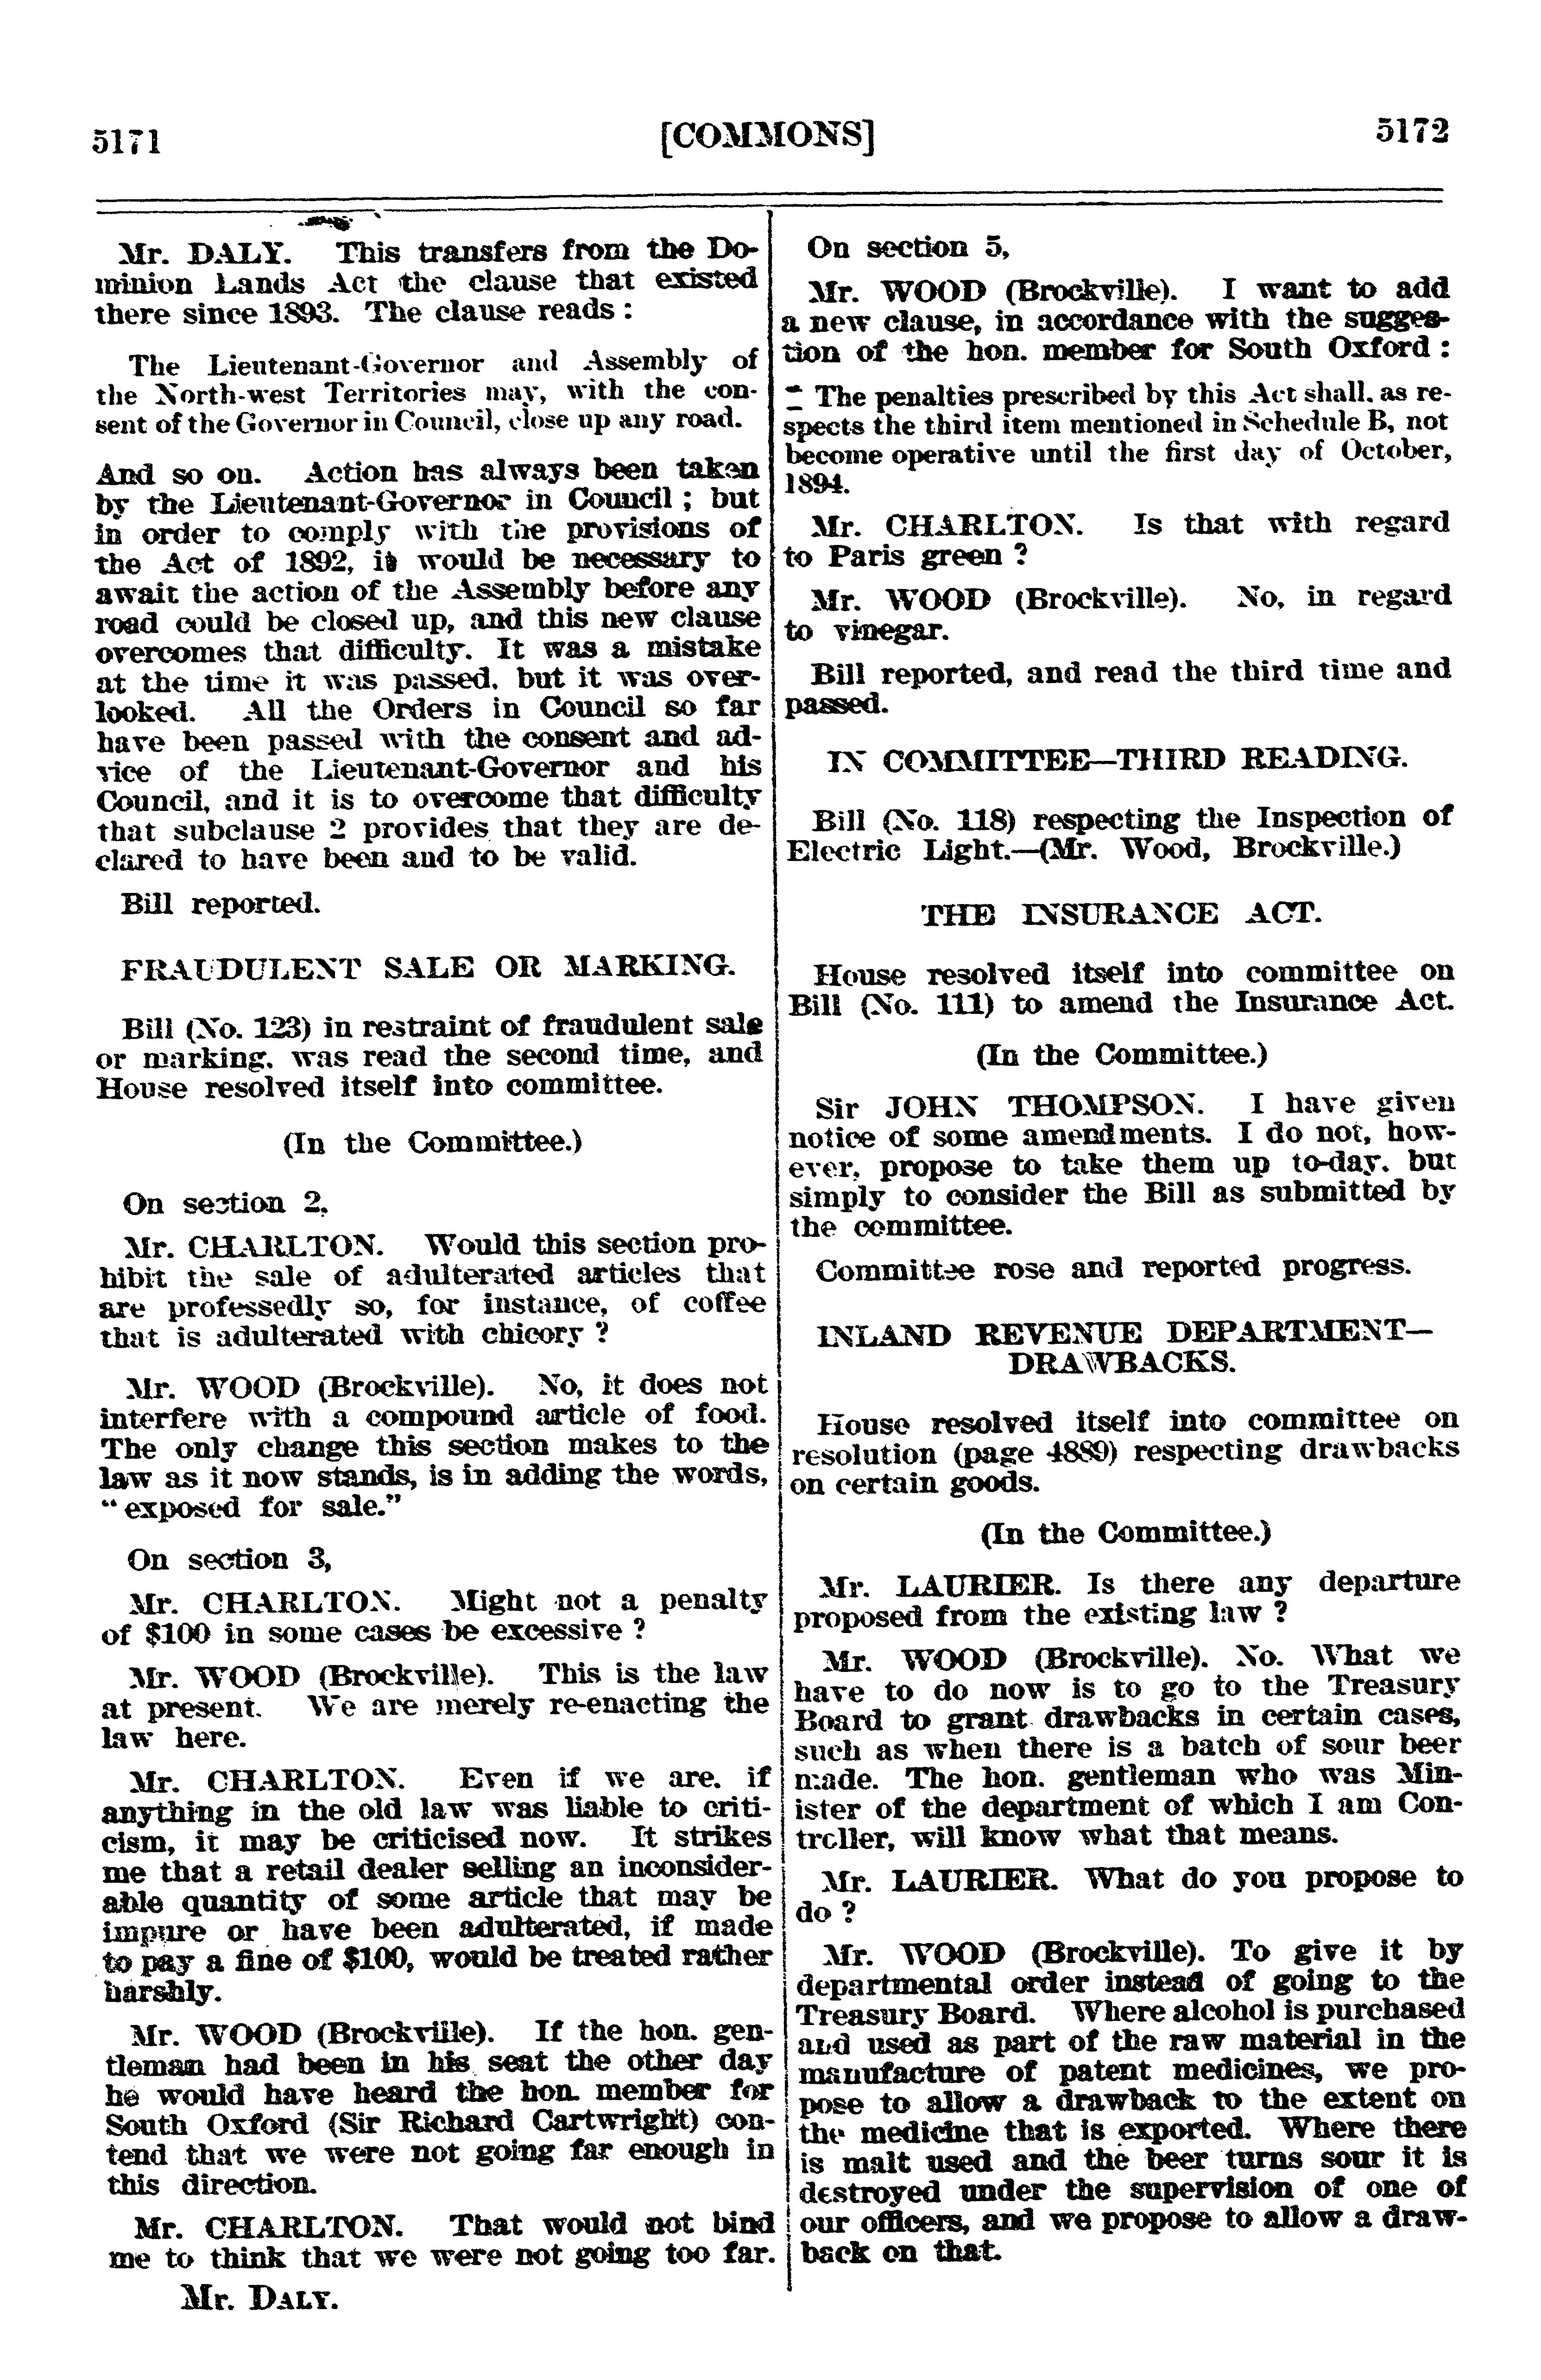 5171
[COMMONS]
5172
Mr. DALY. This transfers from the Do-
minion Lands Act the clause that existed
there since 1893. The clause reads :
The Lieutenant-Governor and Assembly of
the North-west Territories may, with the con-
sent of the Governor in Council, close up any road.
And so on. Action has always been taken
by the Lieutenant-Governor in Council ; but
in order to comply with the provisions of
the Act of 1892, it would be necessary to
await the action of the Assembly before any
road could be closed up, and this new clause
overcomes that difficulty. It was a mistake
at the time it was passed, but it was over-
looked. All the Orders in Council so far
have been passed with the consent and ad-
vice of the Lieutenant-Governor and his
Council, and it is to overcome that difficulty
that subclause 2 provides that they are de-
clared to have been and to be valid.
Bill reported.
FRAUDULENT SALE OR MARKING.
Bill (No. 123) in restraint of fraudulent sale
or marking, was read the second time, and
House resolved itself into committee.
(In the Committee.)
On section 2,
Mr. CHARLTON. Would this section pro-
hibit the sale of adulterated articles that
are professedly so, for instance, of coffee
that is adulterated with chicory ?
Mr. WOOD (Brockville). No, it does not
interfere with a compound article of food.
The only change this section makes to the
law as it now stands, is in adding the words,
“ exposed for sale.”
On section 3,
Mr. CHARLTON. Might not a penalty
of $100 in some cases be excessive ?
Mr. WOOD (Brockville). This is the law
at present. We are merely re-enacting the
law here.
Mr. CHARLTON. Even if we are, if
anything in the old law was liable to criti-
cism, it may be criticised now. It strikes
me that a retail dealer selling an inconsider-
able quantity of some article that may be
impure or have been adulterated, if made
to pay a fine of $100, would be treated rather
harshly.
Mr. WOOD (Brockville). If the hon. gen-
tleman had been in his seat the other day
he would have heard the hon. member for
South Oxford (Sir Richard Cartwright) con-
tend that we were not going far enough in
this direction.
Mr. CHARLTON. That would not bind
me to think that we were not going too far.
Mr. DALY.
On section 5,
Mr. WOOD (Brockville). I want to add
a new clause, in accordance with the sugges-
tion of the hon. member for South Oxford :
The penalties prescribed by this Act shall, as re-
spects the third item mentioned in Schedule B, not
become operative until the first day of October,
1894.
Mr. CHARLTON. Is that with regard
to Paris green ?
Mr. WOOD (Brockville). No, in regard
to vinegar.
Bill reported, and read the third time and
passed.
IN COMMITTEE—THIRD READING.
Bill (No. 118) respecting the Inspection of
Electric Light.—(Mr. Wood, Brockville.)
THE INSURANCE ACT.
House resolved itself into committee on
Bill (No. 111) to amend the Insurance Act.
(In the Committee.)
Sir JOHN THOMPSON. I have given
notice of some amendments. I do not, how-
ever, propose to take them up to-day, but
simply to consider the Bill as submitted by
the committee.
Committee rose and reported progress.
INLAND REVENUE DEPARTMENT—
DRAWBACKS.
House resolved itself into committee on
resolution (page 4889) respecting drawbacks
on certain goods.
(In the Committee.)
Mr. LAURIER. Is there any departure
proposed from the existing law ?
Mr. WOOD (Brockville). No. What we
have to do now is to go to the Treasury
Board to grant drawbacks in certain cases,
such as when there is a batch of sour beer
made. The hon. gentleman who was Min-
ister of the department of which I am Con-
troller, will know what that means.
Mr. LAURIER. What do you propose to
do ?
Mr. WOOD (Brockville). To give it by
departmental order instead of going to the
Treasury Board. Where alcohol is purchased
and used as part of the raw material in the
manufacture of patent medicines, we pro-
pose to allow a drawback to the extent on
the medicine that is exported. Where there
is malt used and the beer turns sour it is
destroyed under the supervision of one of
our officers, and we propose to allow a draw-
back on that.